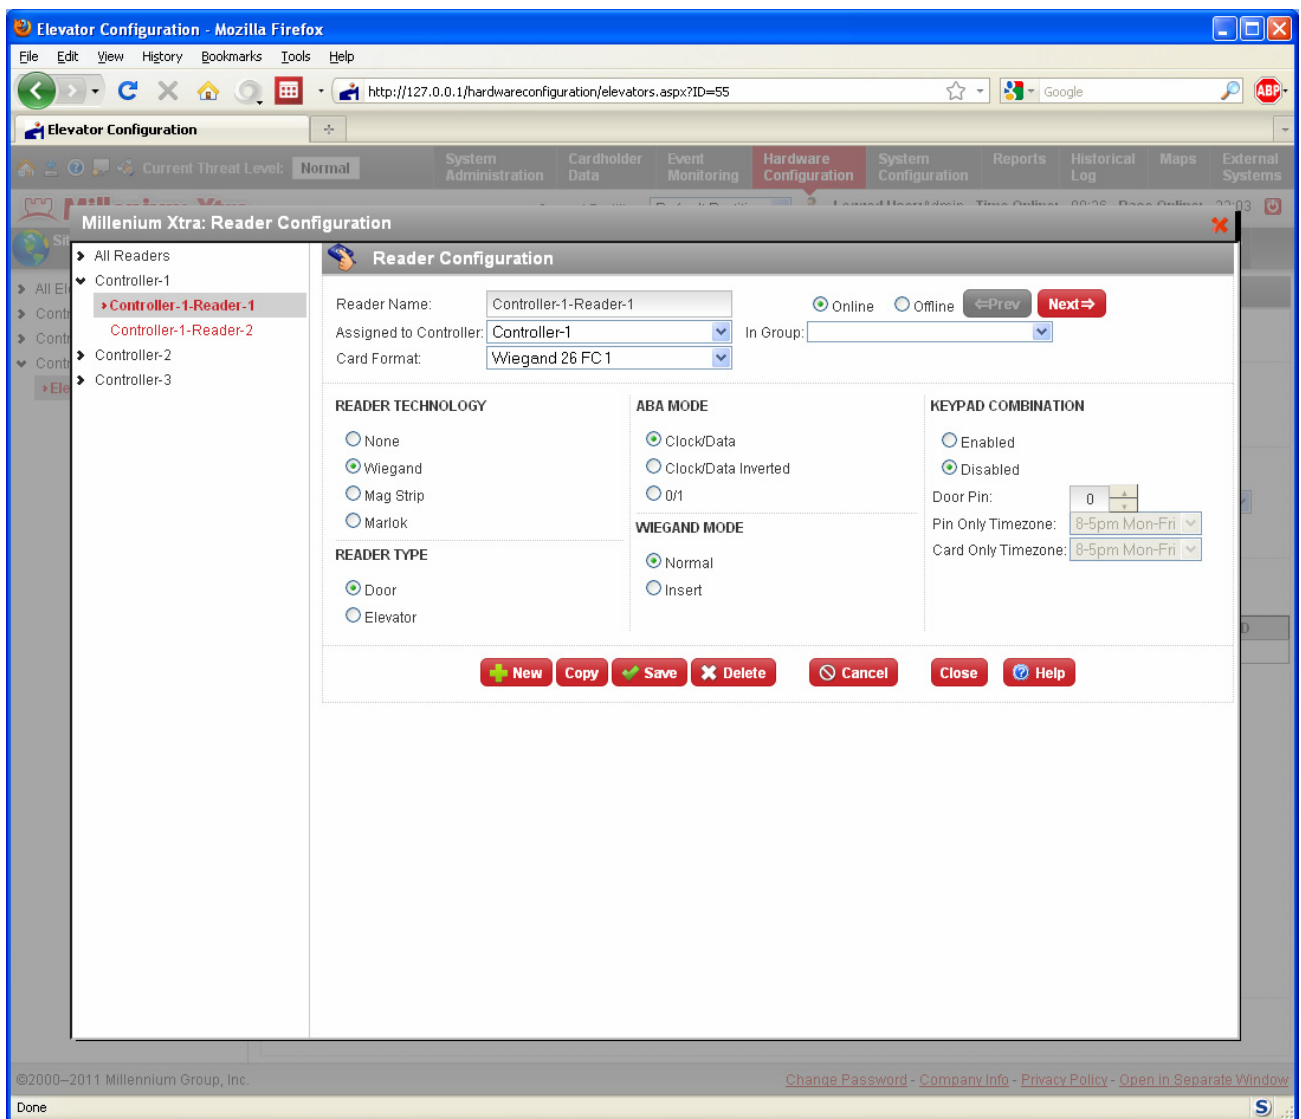 Elevator Configuration - Mozilla Firefox
File Edit View History Bookmarks Tools Help
http://127.0.0.1/hardwareconfiguration/elevators.aspx?ID=55
Google
ABP
Elevator Configuration
Current Threat Level: Normal
System Administration
Cardholder Data
Event Monitoring
Hardware Configuration
System Configuration
Reports
Historical Log
Maps
External Systems
Millenium Xtra: Reader Configuration
All Readers
Controller-1
Controller-1-Reader-1
Controller-1-Reader-2
Controller-2
Controller-3
Reader Configuration
Reader Name: Controller-1-Reader-1
Online Offline Prev Next
Assigned to Controller: Controller-1
In Group:
Card Format: Wiegand 26 FC 1
READER TECHNOLOGY
None
Wiegand
Mag Strip
Marlok
READER TYPE
Door
Elevator
ABA MODE
Clock/Data
Clock/Data Inverted
0/1
WIEGAND MODE
Normal
Insert
KEYPAD COMBINATION
Enabled
Disabled
Door Pin: 0
Pin Only Timezone: 8-5pm Mon-Fri
Card Only Timezone: 8-5pm Mon-Fri
New Copy Save Delete Cancel Close Help
©2000–2011 Millennium Group, Inc.
Change Password - Company Info - Privacy Policy - Open in Separate Window
Done